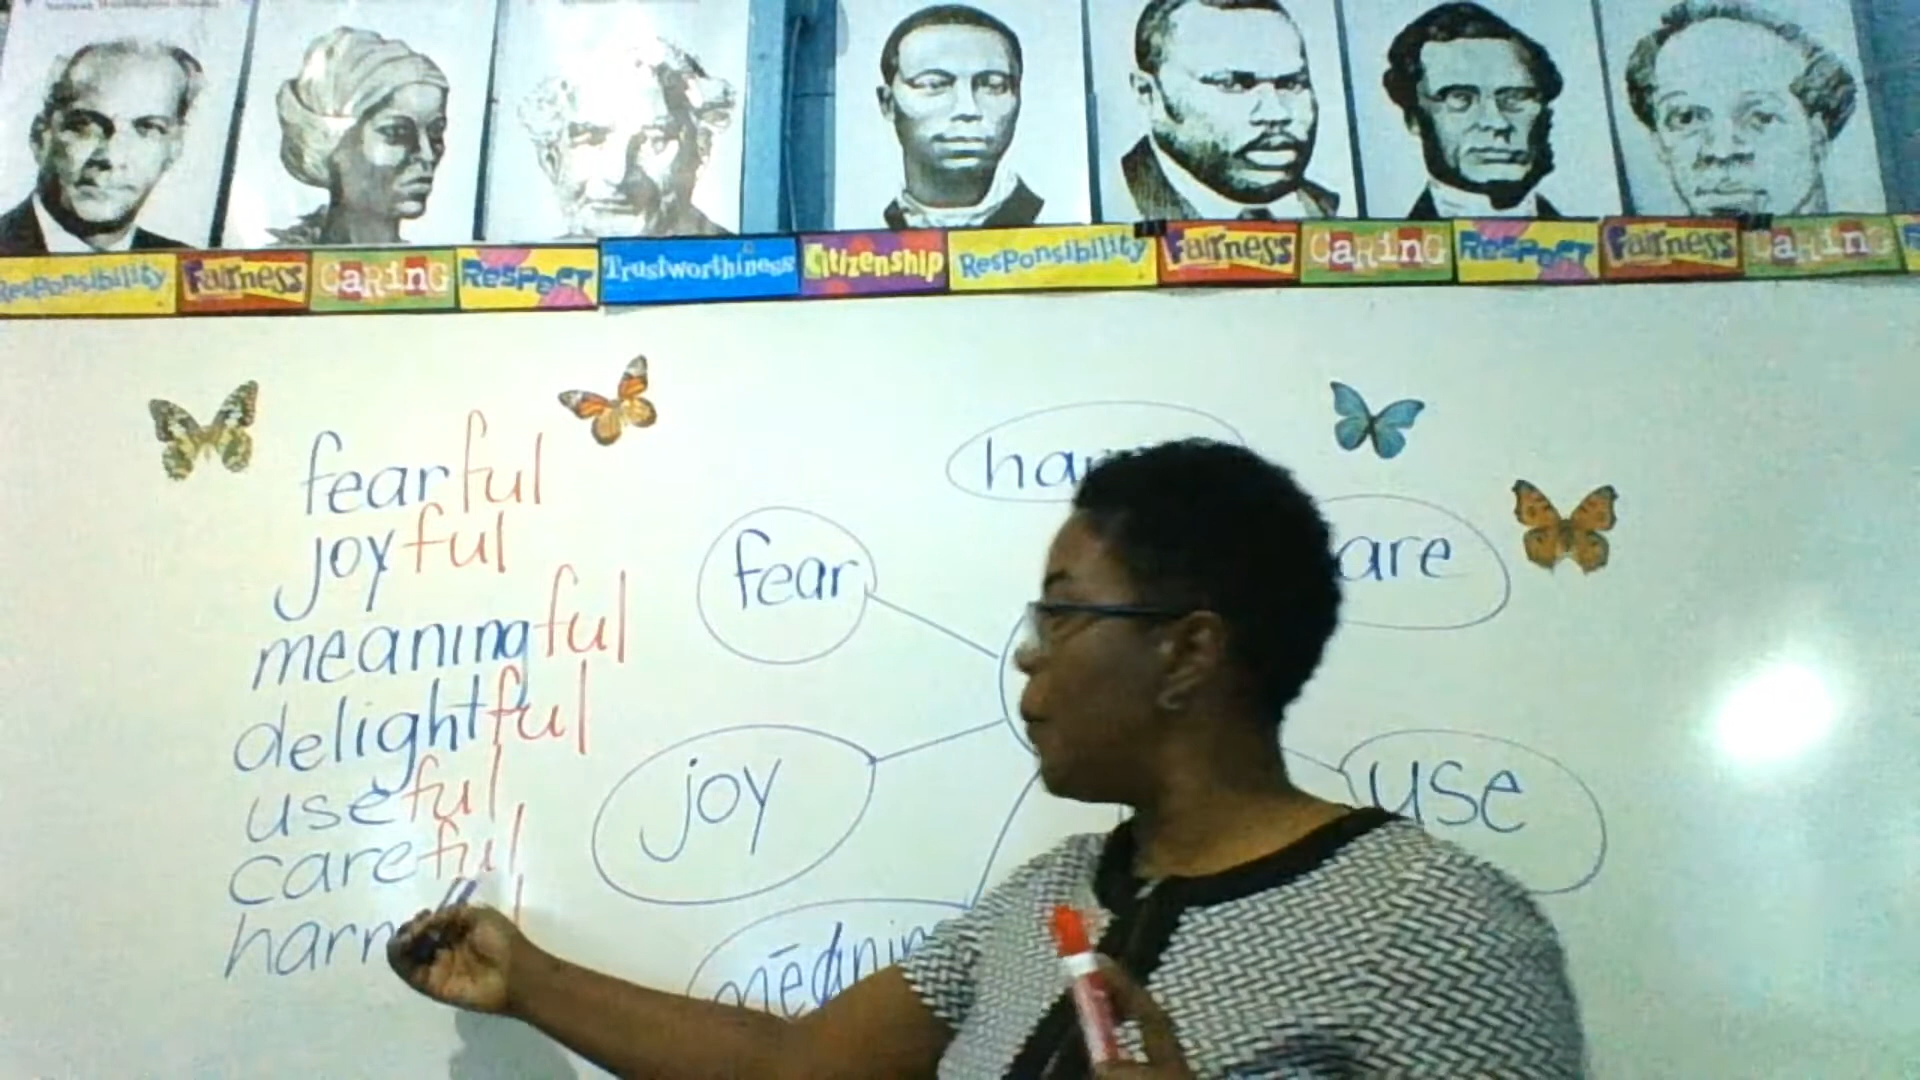 Responsibility Fairness CaRinG Respect Trustworthiness Citizenship Responsibility Fairness CaRinG Respect Fairness CaRinG
fearful
joyful
meaningful
delightful
useful
careful
fear
joy
use